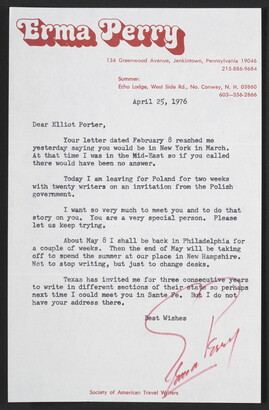 Erma Perry
134 Greenwood Avenue, Jenkintown, Pennsylvania 19046
215-886-9684
Summer:
Echo Lodge, West Side Rd., No. Conway, N. H. 03860
603-356-2866
April 25, 1976
Dear Elliot Porter,
Your letter dated February 8 reached me
yesterday saying you would be in New York in March.
At that time I was in the Mid-East so if you called
there would have been no answer.
Today I am leaving for Poland for two weeks
with twenty writers on an invitation from the Polish
government.
I want so very much to meet you and to do that
story on you. You are a very special person. Please
let us keep trying.
About May 8 I shall be back in Philadelphia for
a couple of weeks. Then the end of May will be taking
off to spend the summer at our place in New Hampshire.
Not to stop writing, but just to change desks.
Texas has invited me for three consecutive years
to write in different sections of their state so perhaps
next time I could meet you in Santa Fe. But I do not
have your address there.
Best Wishes
Erma Perry
Society of American Travel Writers